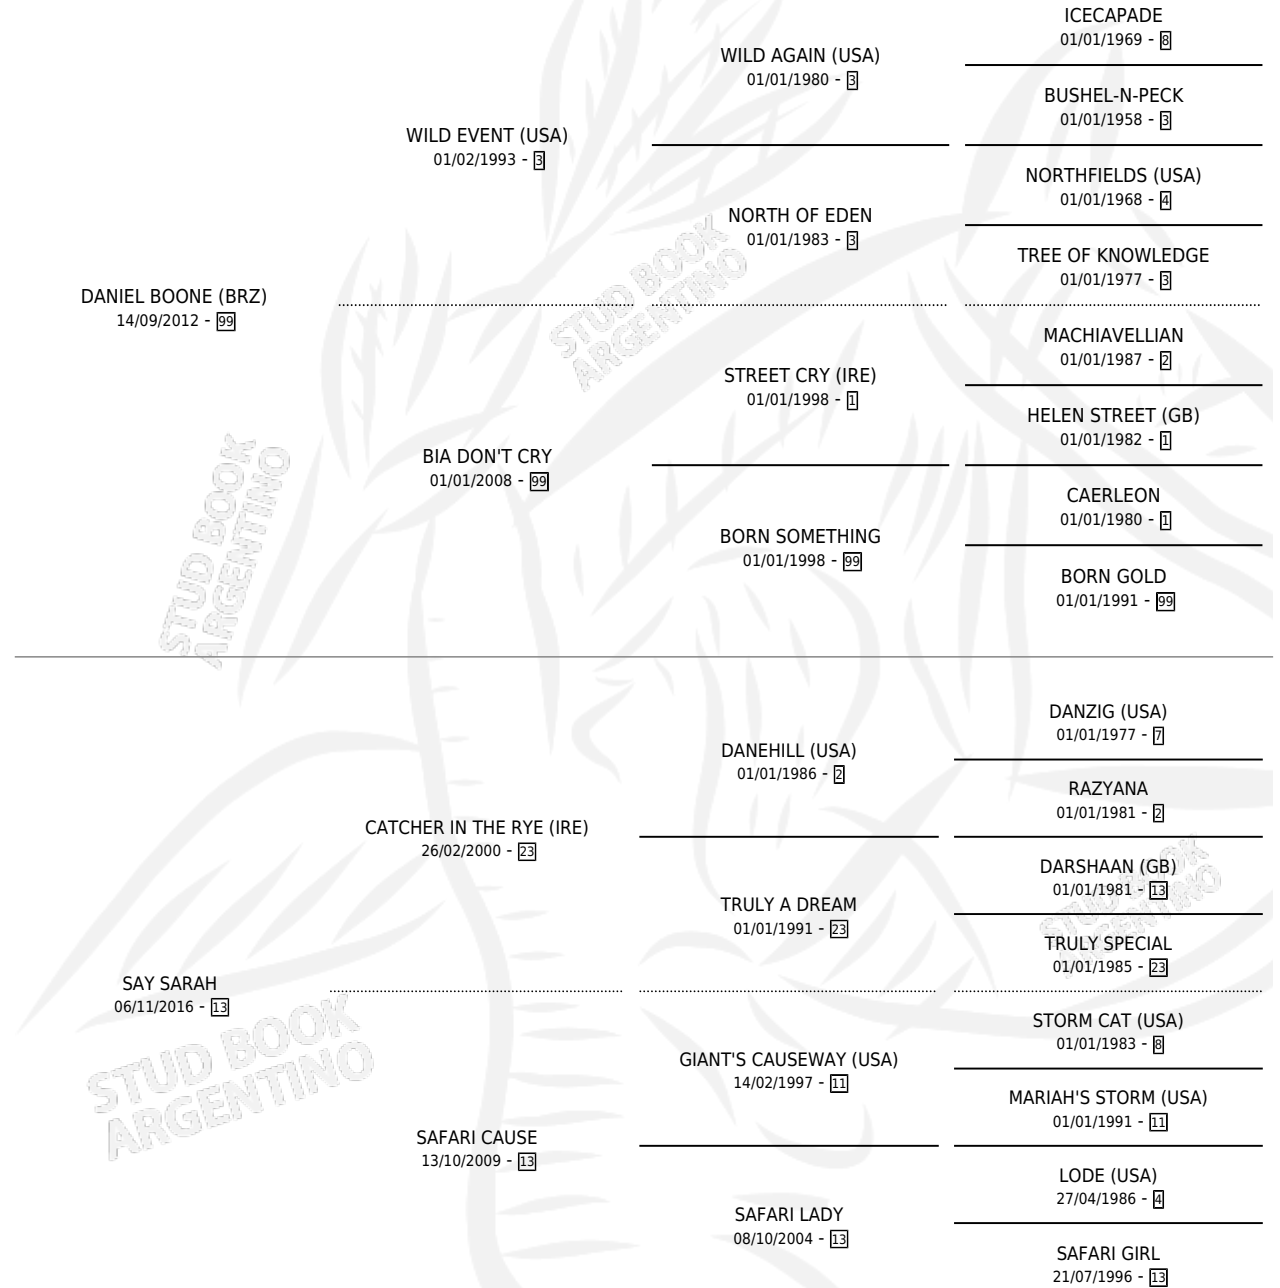 ICECAPADE
01/01/1969 - 8
WILD AGAIN (USA)
01/01/1980 - 3
BUSHEL-N-PECK
01/01/1958 - 3
WILD EVENT (USA)
01/02/1993 - 3
NORTHFIELDS (USA)
01/01/1968 - 4
NORTH OF EDEN
01/01/1983 - 3
TREE OF KNOWLEDGE
01/01/1977 - 3
DANIEL BOONE (BRZ)
14/09/2012 - 99
STUD BOOK
ARGENTINO
MACHIAVELLIAN
01/01/1987 - 2
STREET CRY (IRE)
01/01/1998 - 1
HELEN STREET (GB)
01/01/1982 - 1
BIA DON'T CRY
01/01/2008 - 99
CAERLEON
01/01/1980 - 1
BORN SOMETHING
01/01/1998 - 99
BORN GOLD
01/01/1991 - 99
STUD BOOK
ARGENTINO
DANZIG (USA)
01/01/1977 - 7
DANEHILL (USA)
01/01/1986 - 2
RAZYANA
01/01/1981 - 2
CATCHER IN THE RYE (IRE)
26/02/2000 - 23
DARSHAAN (GB)
01/01/1981 - 13
TRULY A DREAM
01/01/1991 - 23
STUD BOOK
ARGENTINO
TRULY SPECIAL
01/01/1985 - 23
SAY SARAH
06/11/2016 - 13
STORM CAT (USA)
01/01/1983 - 8
GIANT'S CAUSEWAY (USA)
14/02/1997 - 11
MARIAH'S STORM (USA)
01/01/1991 - 11
STUD BOOK
ARGENTINO
SAFARI CAUSE
13/10/2009 - 13
LODE (USA)
27/04/1986 - 4
SAFARI LADY
08/10/2004 - 13
SAFARI GIRL
21/07/1996 - 13